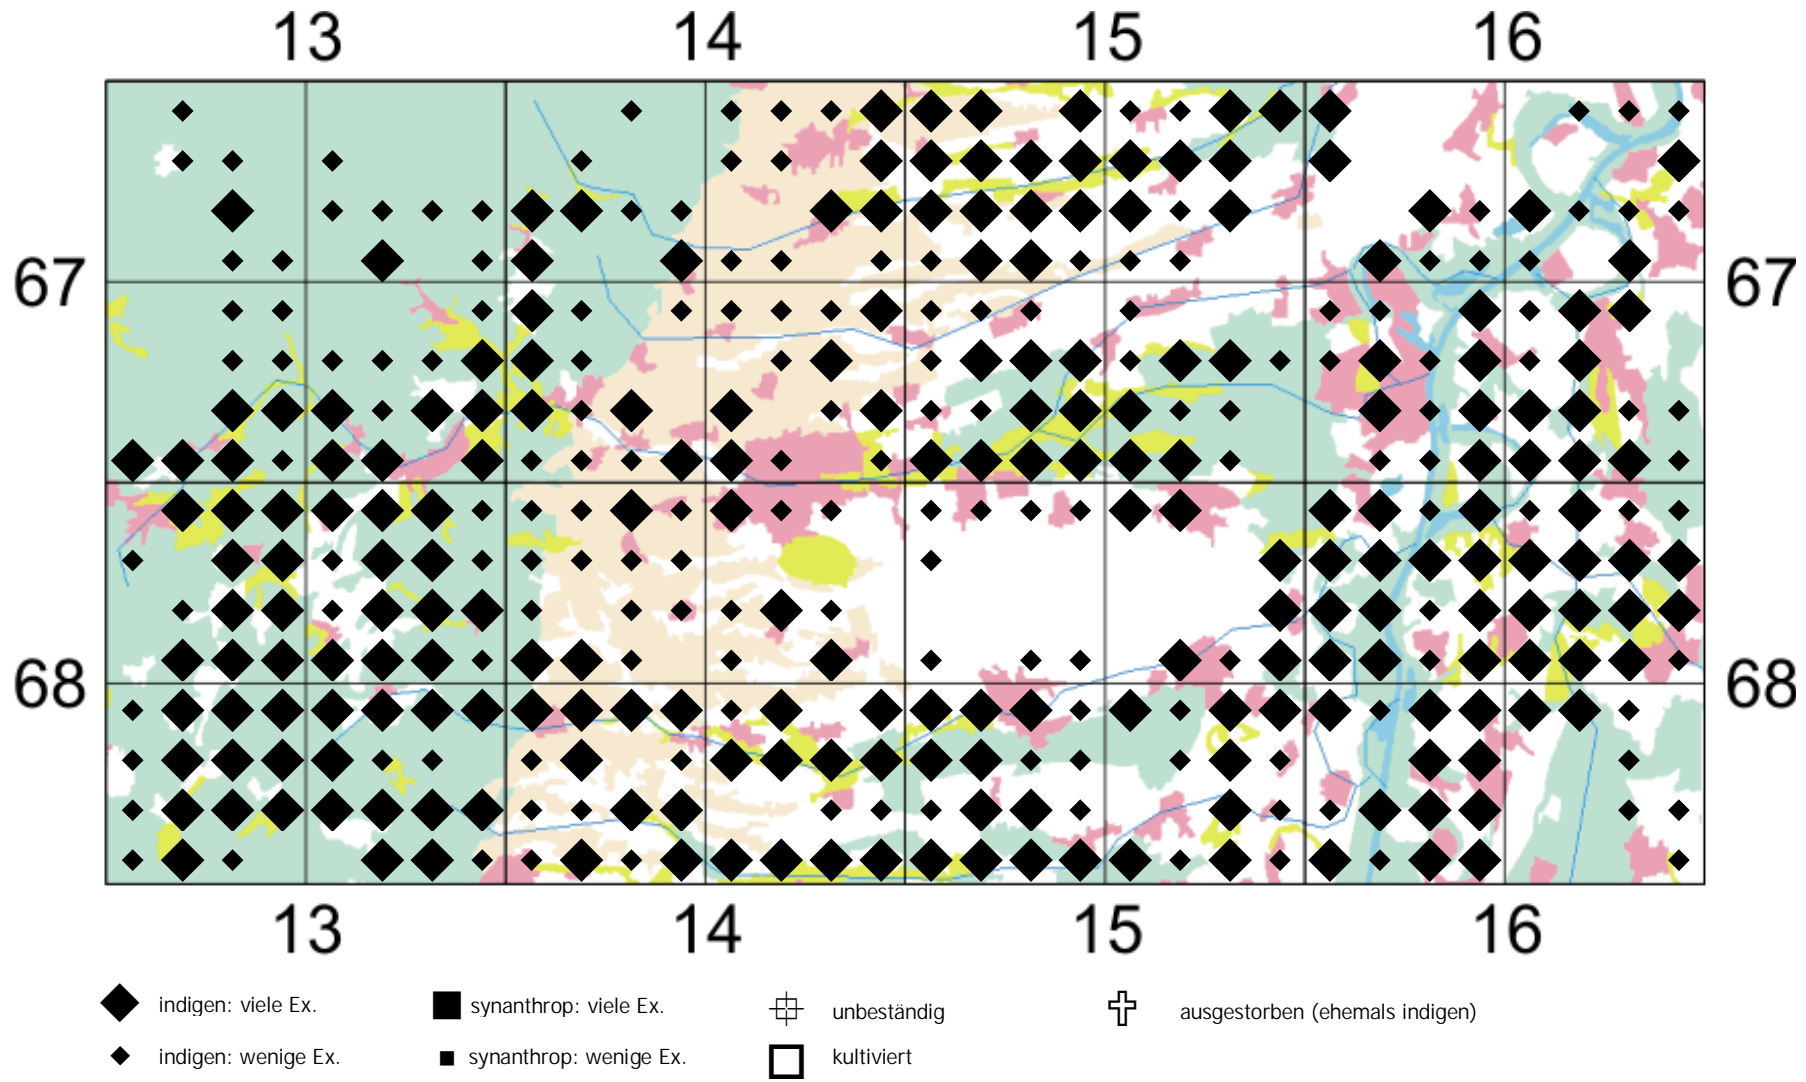 13 14 15 16
67 67
68 68
13 14 15 16
indigen: viele Ex. synanthrop: viele Ex. unbeständig ausgestorben (ehemals indigen)
indigen: wenige Ex. synanthrop: wenige Ex. kultiviert